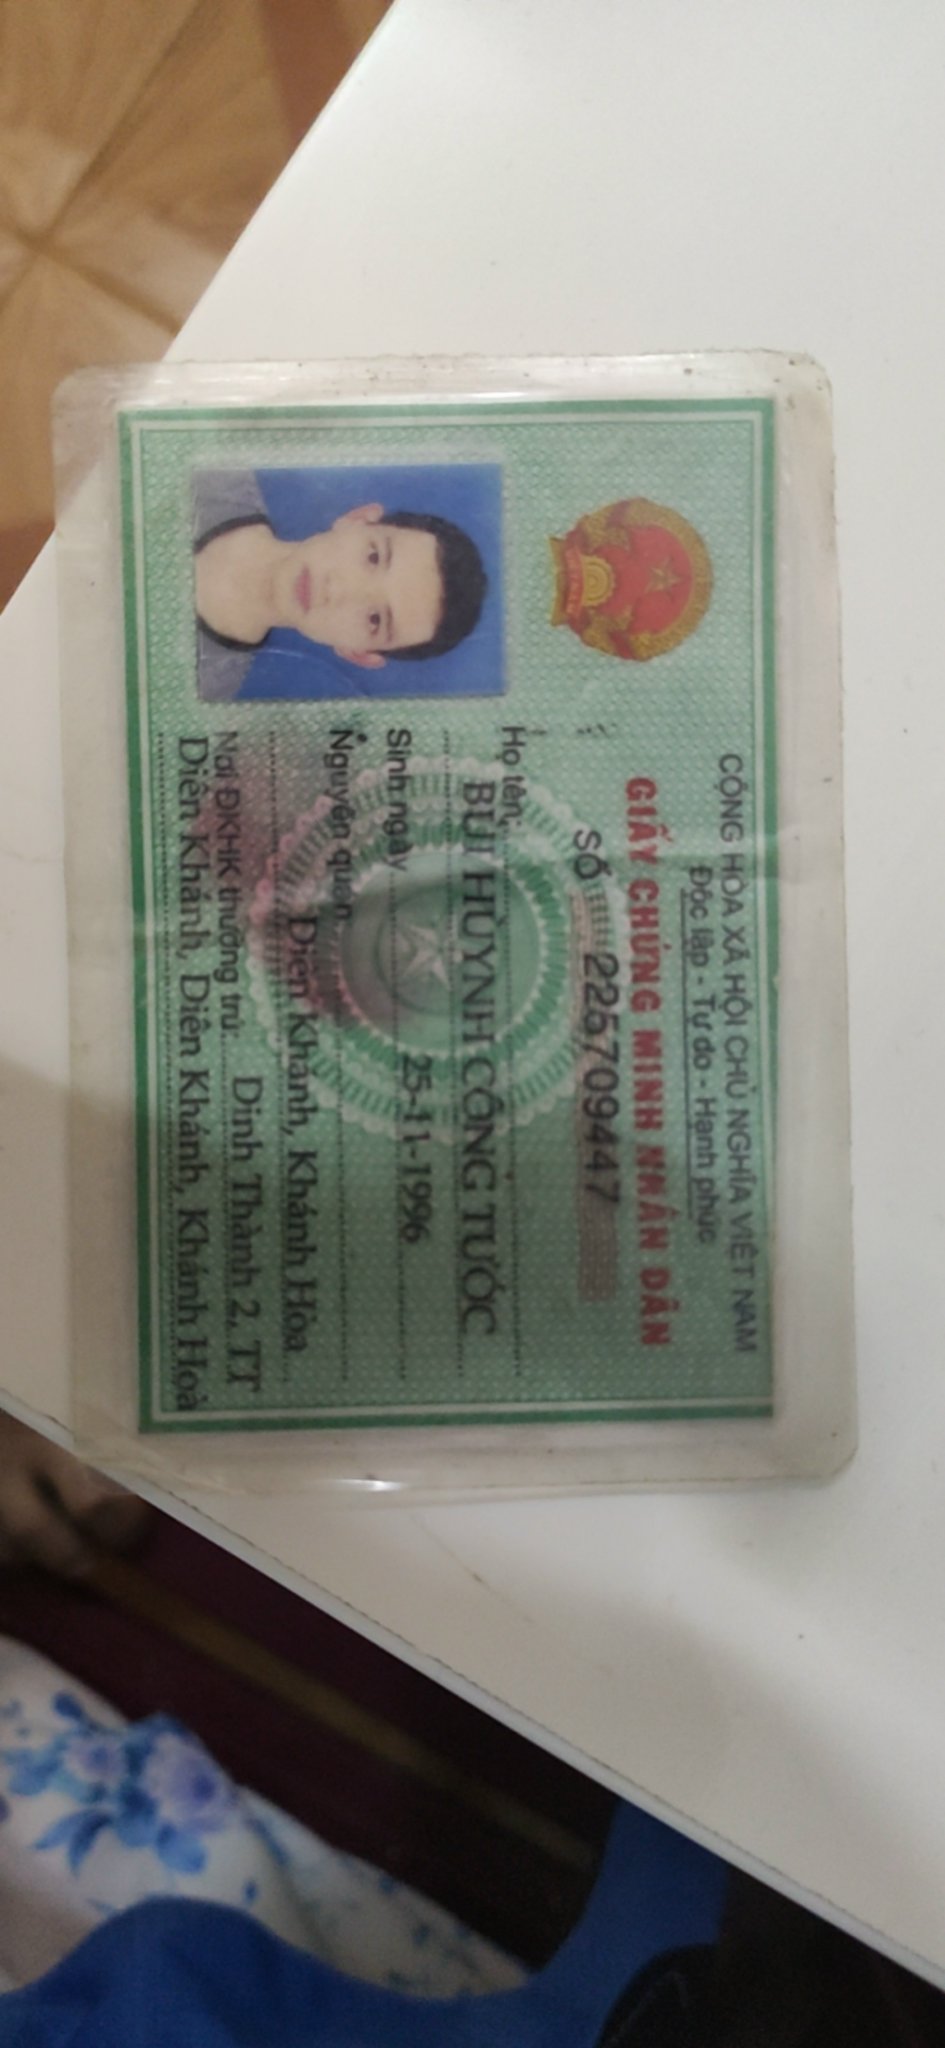 CỘNG HÒA XÃ HỘI CHỦ NGHĨA VIỆT NAM
Độc lập - Tự do - Hạnh phúc
GIẤY CHỨNG MINH NHÂN DÂN
SỐ 225709447
Họ tên:
BÙI HÙYNH CÔNG TƯỚC
Sinh ngày 25-11-1996
Nguyên quán
Diên Khánh, Khánh Hòa
Nơi ĐKHK thường trú: Dinh Thành 2, TT
Diên Khánh, Diên Khánh, Khánh Hoà